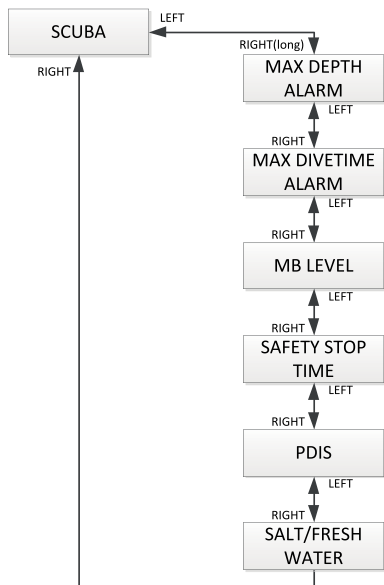 SCUBA
LEFT
RIGHT(long)
RIGHT
MAX DEPTH
ALARM
LEFT
RIGHT
MAX DIVETIME
ALARM
LEFT
RIGHT
MB LEVEL
LEFT
RIGHT
SAFETY STOP
TIME
LEFT
RIGHT
PDIS
LEFT
RIGHT
SALT/FRESH
WATER